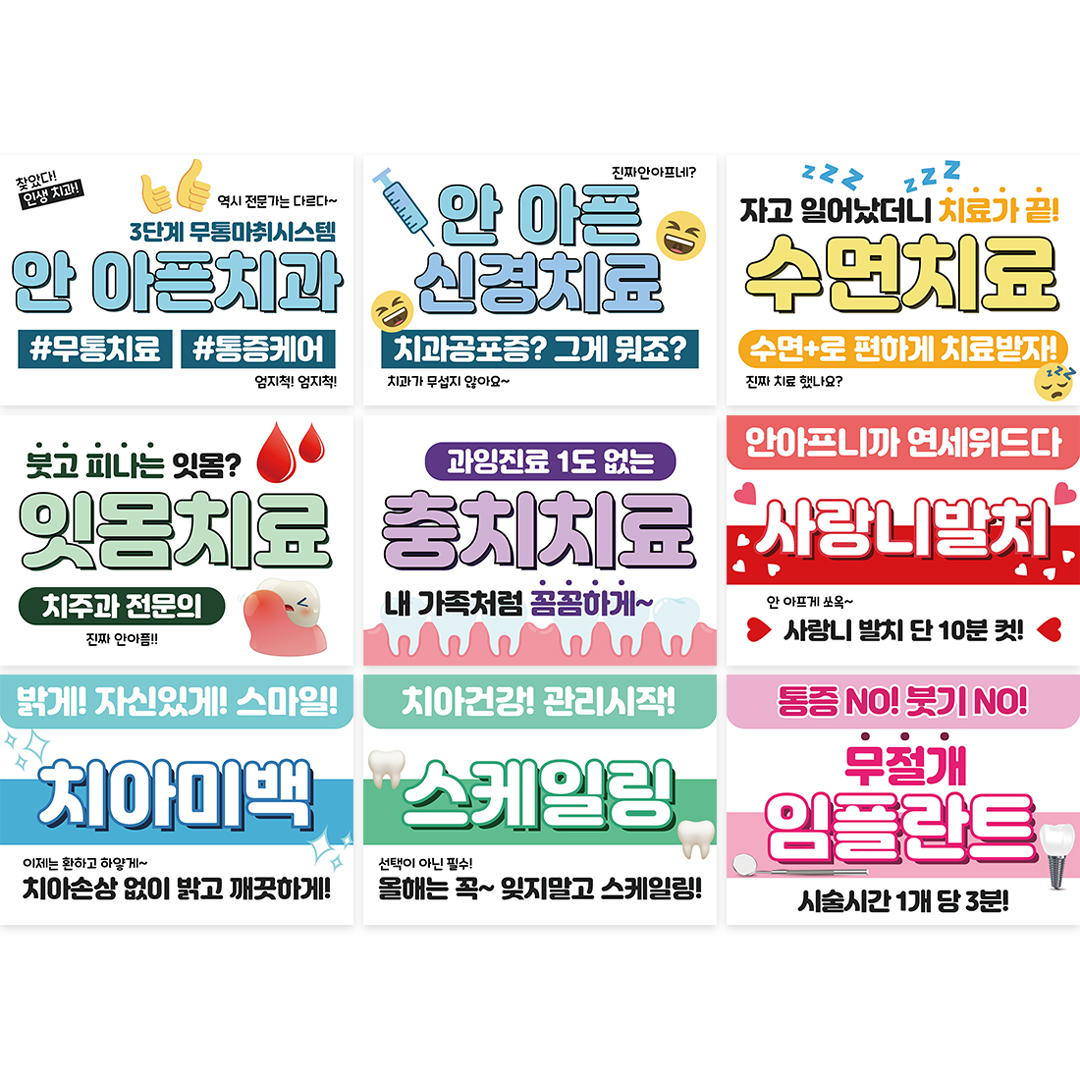 찾았다!
인생 치과!
역시 전문가는 다르다~
3단계 무통마취시스템
안 아픈치과
#무통치료 #통증케어
엄지척! 엄지척!
진짜안아프네?
안 아픈
신경치료
치과공포증? 그게 뭐죠?
치과가 무섭지 않아요~
zzz zzz
자고 일어났더니 치료가 끝!
수면치료
수면+로 편하게 치료받자!
진짜 치료 했나요?
zzz
붓고 피나는 잇몸?
잇몸치료
치주과 전문의
진짜 안아픔!!
과잉진료 1도 없는
충치치료
내 가족처럼 꼼꼼하게~
안아프니까 연세위드다
사랑니발치
안 아프게 쏘옥~
사랑니 발치 단 10분 컷!
밝게! 자신있게! 스마일!
치아미백
이제는 환하고 하얗게~
치아손상 없이 밝고 깨끗하게!
치아건강! 관리시작!
스케일링
선택이 아닌 필수!
올해는 꼭~ 잊지말고 스케일링!
통증 NO! 붓기 NO!
무절개
임플란트
시술시간 1개 당 3분!